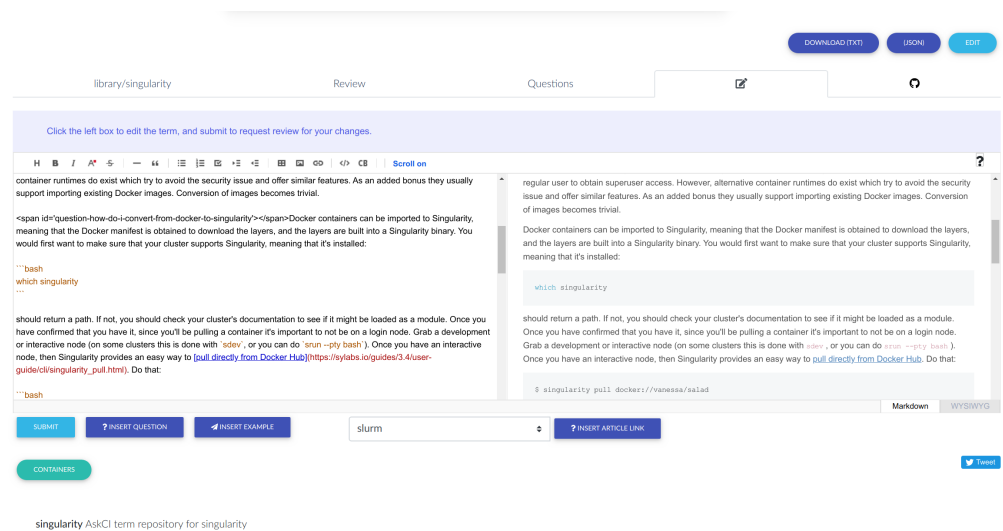 DOWNLOAD (TXT) (JSON) EDIT
library/singularity Review Questions
Click the left box to edit the term, and submit to request review for your changes.
H B I A S — “ </> CB Scroll on ?
container runtimes do exist which try to avoid the security issue and offer similar features. As an added bonus they usually
support importing existing Docker images. Conversion of images becomes trivial.
<span id='question-how-do-i-convert-from-docker-to-singularity'></span>Docker containers can be imported to Singularity,
meaning that the Docker manifest is obtained to download the layers, and the layers are built into a Singularity binary. You
would first want to make sure that your cluster supports Singularity, meaning that it's installed:
```bash
which singularity
```
should return a path. If not, you should check your cluster's documentation to see if it might be loaded as a module. Once you
have confirmed that you have it, since you'll be pulling a container it's important to not be on a login node. Grab a development
or interactive node (on some clusters this is done with `sdev`, or you can do `srun --pty bash`). Once you have an interactive
node, then Singularity provides an easy way to [pull directly from Docker Hub](https://sylabs.io/guides/3.4/user-
guide/cli/singularity_pull.html). Do that:
```bash
regular user to obtain superuser access. However, alternative container runtimes do exist which try to avoid the security
issue and offer similar features. As an added bonus they usually support importing existing Docker images. Conversion
of images becomes trivial.
Docker containers can be imported to Singularity, meaning that the Docker manifest is obtained to download the layers,
and the layers are built into a Singularity binary. You would first want to make sure that your cluster supports Singularity,
meaning that it's installed:
which singularity
should return a path. If not, you should check your cluster's documentation to see if it might be loaded as a module.
Once you have confirmed that you have it, since you'll be pulling a container it's important to not be on a login node.
Grab a development or interactive node (on some clusters this is done with sdev , or you can do srun --pty bash ).
Once you have an interactive node, then Singularity provides an easy way to pull directly from Docker Hub. Do that:
$ singularity pull docker://vanessa/salad
Markdown WYSIWYG
SUBMIT ? INSERT QUESTION INSERT EXAMPLE slurm ? INSERT ARTICLE LINK
CONTAINERS Tweet
singularity AskCI term repository for singularity